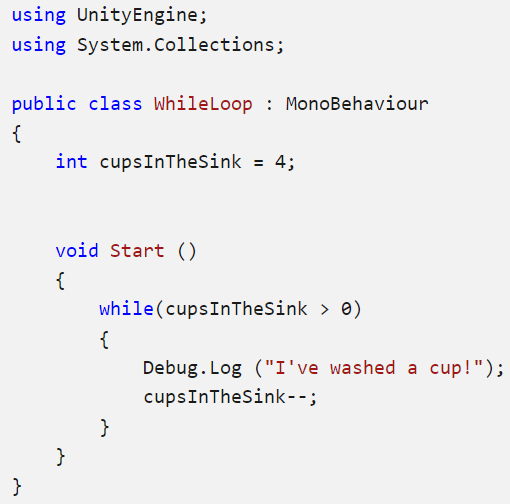 using UnityEngine;
using System.Collections;

public class WhileLoop : MonoBehaviour
{
    int cupsInTheSink = 4;


    void Start ()
    {
        while(cupsInTheSink > 0)
        {
            Debug.Log ("I've washed a cup!");
            cupsInTheSink--;
        }
    }
}